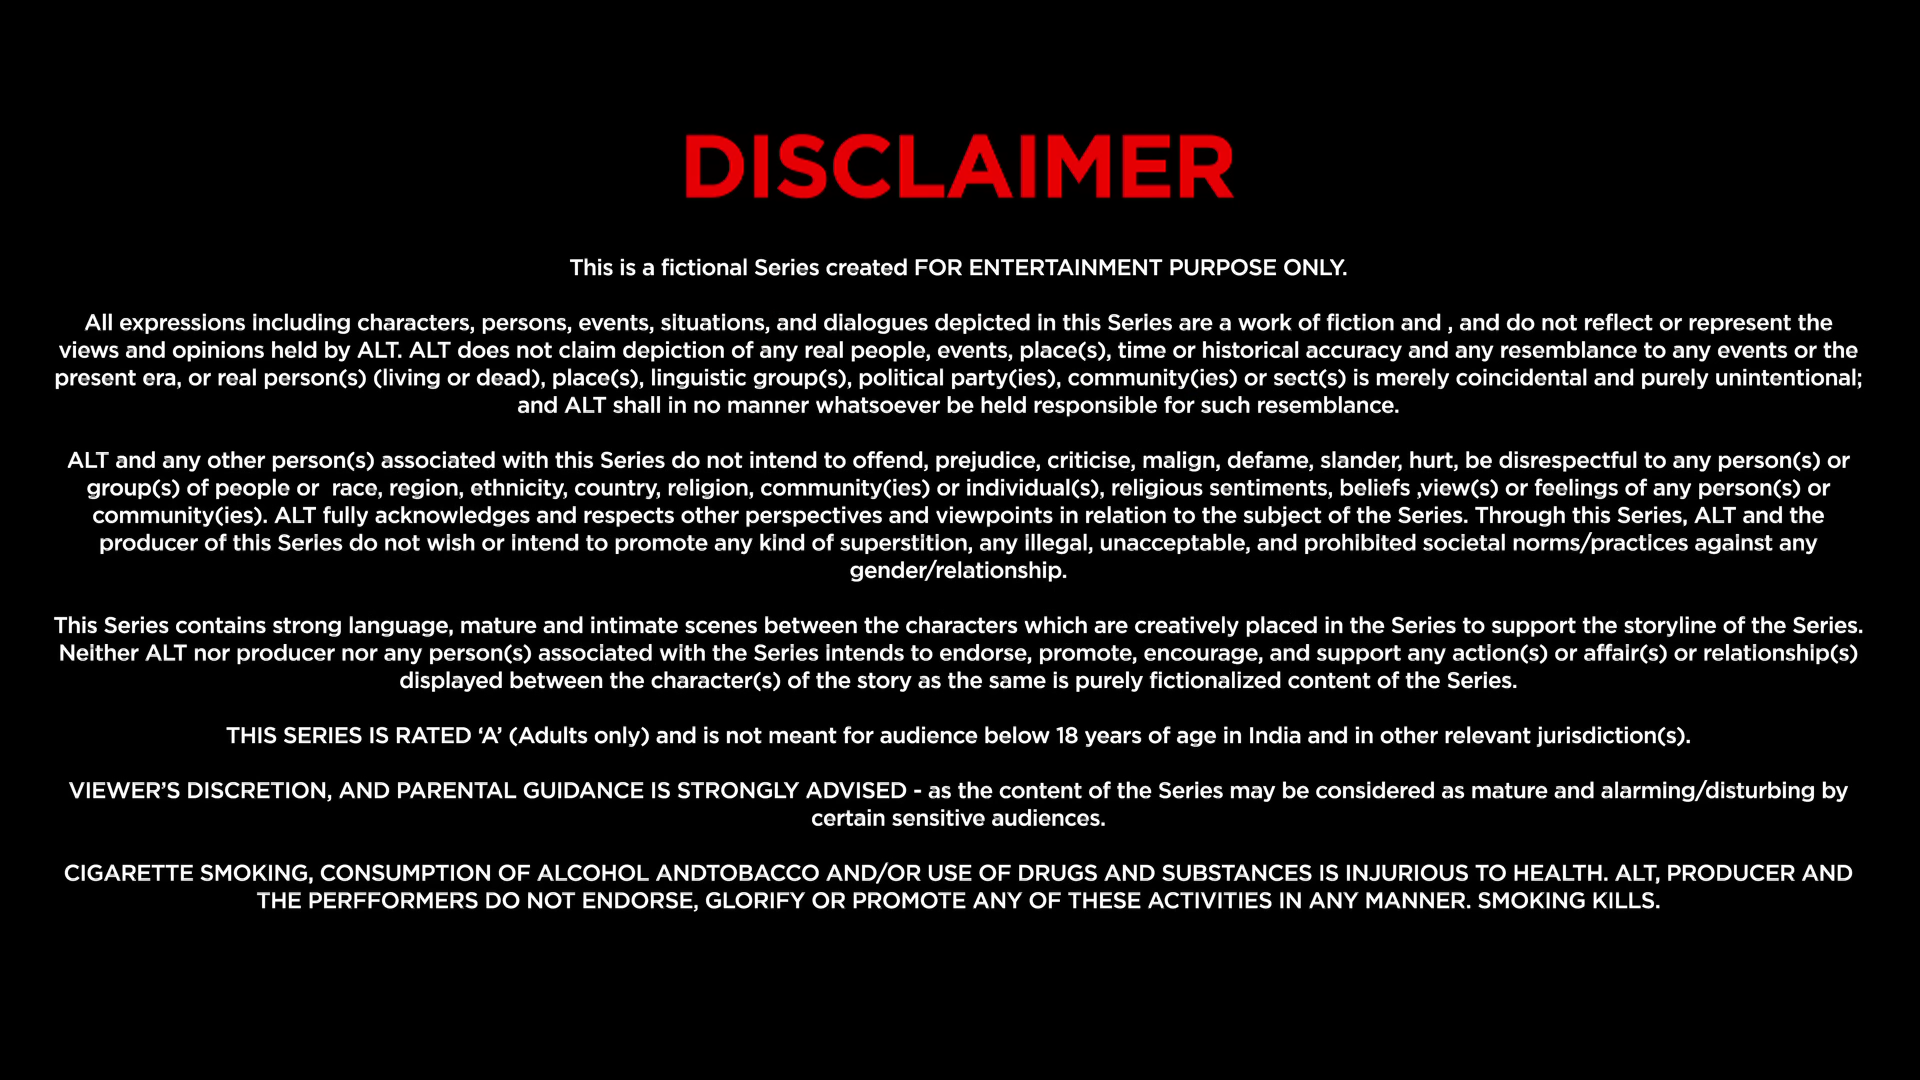 DISCLAIMER
This is a fictional Series created FOR ENTERTAINMENT PURPOSE ONLY.
All expressions including characters, persons, events, situations, and dialogues depicted in this Series are a work of fiction and , and do not reflect or represent the
views and opinions held by ALT. ALT does not claim depiction of any real people, events, place(s), time or historical accuracy and any resemblance to any events or the
present era, or real person(s) (living or dead), place(s), linguistic group(s), political party(ies), community(ies) or sect(s) is merely coincidental and purely unintentional;
and ALT shall in no manner whatsoever be held responsible for such resemblance.
ALT and any other person(s) associated with this Series do not intend to offend, prejudice, criticise, malign, defame, slander, hurt, be disrespectful to any person(s) or
group(s) of people or  race, region, ethnicity, country, religion, community(ies) or individual(s), religious sentiments, beliefs ,view(s) or feelings of any person(s) or
community(ies). ALT fully acknowledges and respects other perspectives and viewpoints in relation to the subject of the Series. Through this Series, ALT and the
producer of this Series do not wish or intend to promote any kind of superstition, any illegal, unacceptable, and prohibited societal norms/practices against any
gender/relationship.
This Series contains strong language, mature and intimate scenes between the characters which are creatively placed in the Series to support the storyline of the Series.
Neither ALT nor producer nor any person(s) associated with the Series intends to endorse, promote, encourage, and support any action(s) or affair(s) or relationship(s)
displayed between the character(s) of the story as the same is purely fictionalized content of the Series.
THIS SERIES IS RATED ‘A’ (Adults only) and is not meant for audience below 18 years of age in India and in other relevant jurisdiction(s).
VIEWER’S DISCRETION, AND PARENTAL GUIDANCE IS STRONGLY ADVISED - as the content of the Series may be considered as mature and alarming/disturbing by
certain sensitive audiences.
CIGARETTE SMOKING, CONSUMPTION OF ALCOHOL ANDTOBACCO AND/OR USE OF DRUGS AND SUBSTANCES IS INJURIOUS TO HEALTH. ALT, PRODUCER AND
THE PERFFORMERS DO NOT ENDORSE, GLORIFY OR PROMOTE ANY OF THESE ACTIVITIES IN ANY MANNER. SMOKING KILLS.